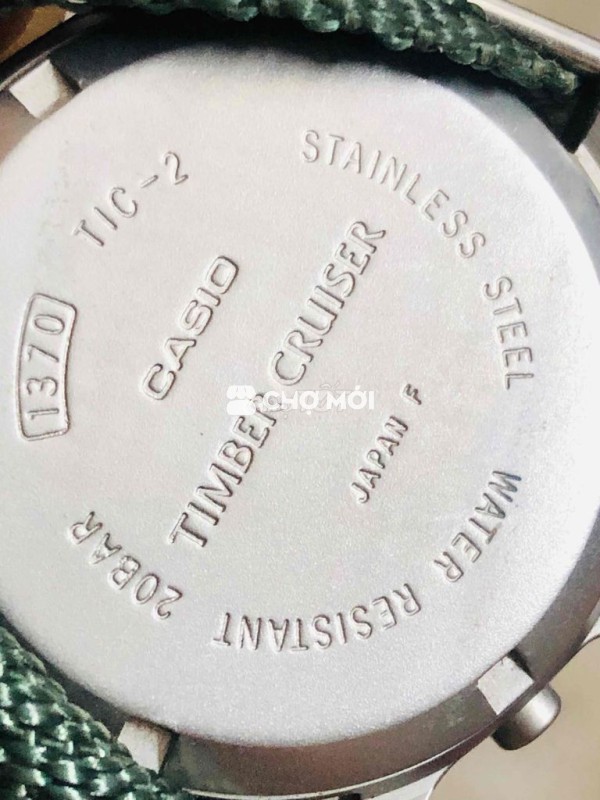 1370
TIC-2
STAINLESS STEEL
CASIO
TIMBER CRUISER
JAPAN F
WATER RESISTANT 20BAR
CHỢ MỚI